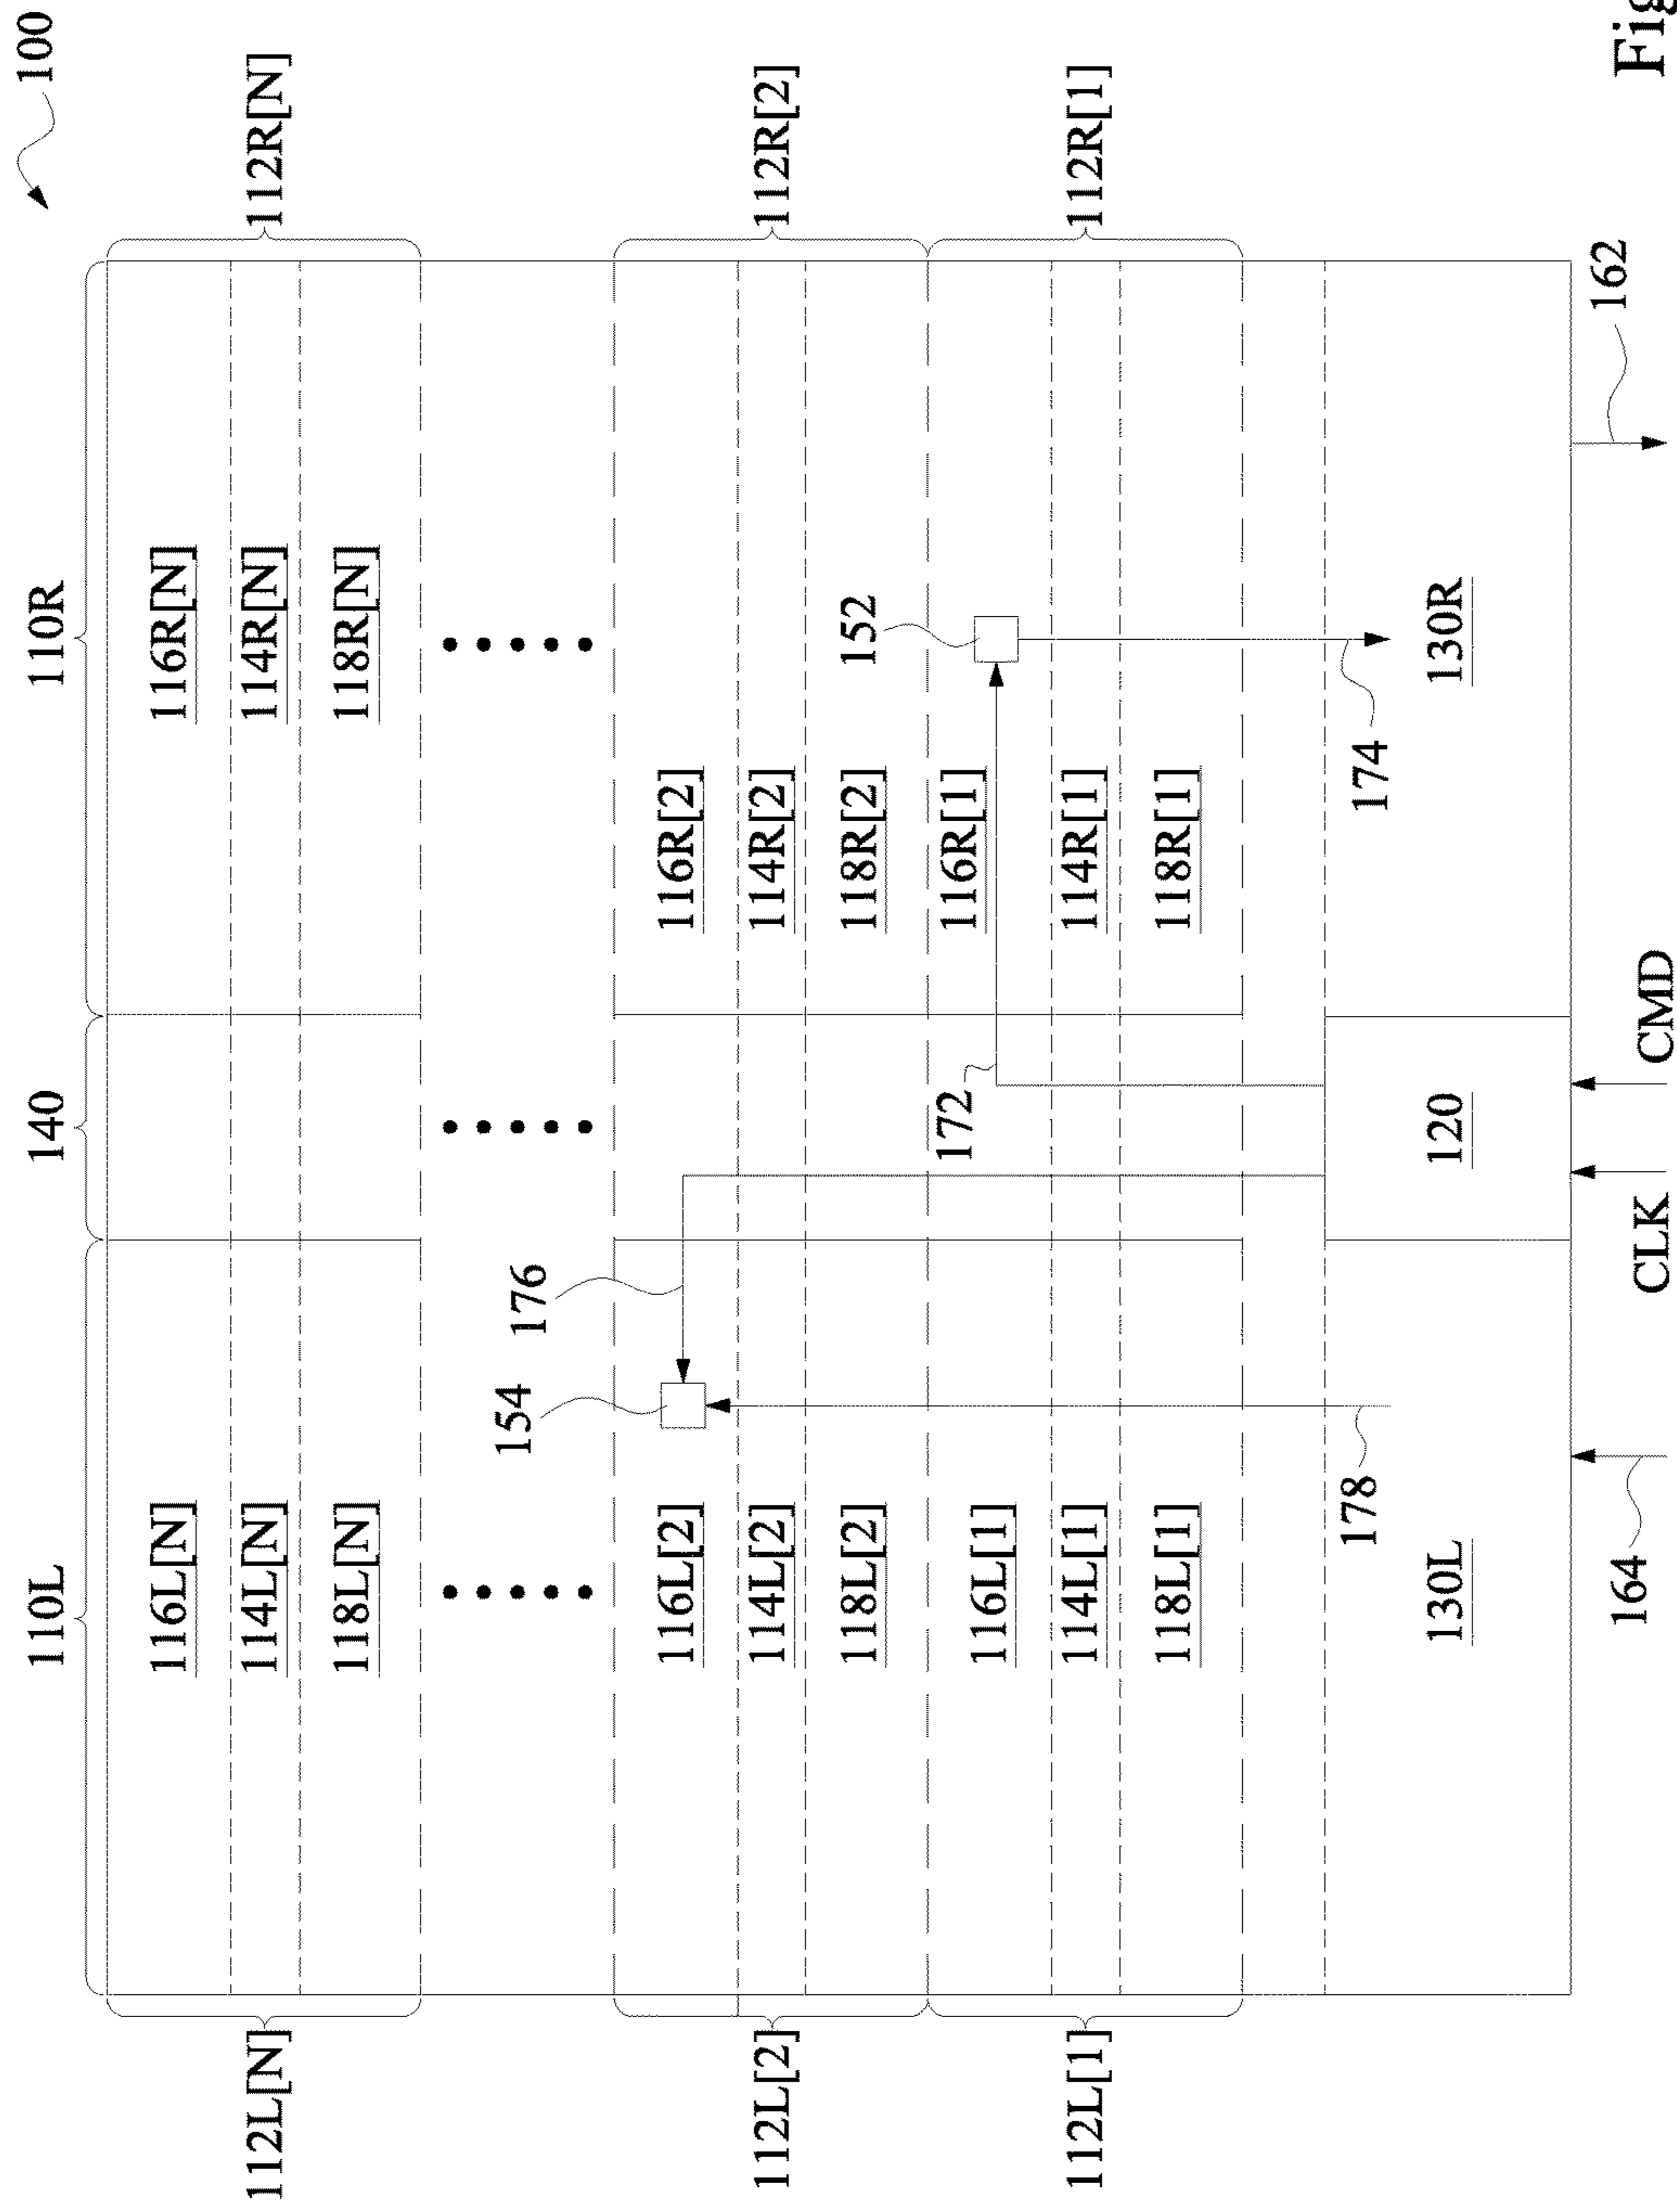 100
110L 140 110R
112L[N] 116L[N] 116R[N] 112R[N]
114L[N] 114R[N]
118L[N] 118R[N]
154 176
112L[2] 116L[2] 116R[2] 112R[2]
114L[2] 114R[2]
118L[2] 118R[2] 152
172
112L[1] 116L[1] 116R[1] 112R[1]
114L[1] 114R[1]
118L[1] 118R[1]
178 174
130L 120 130R
164 CLK CMD 162
Fig